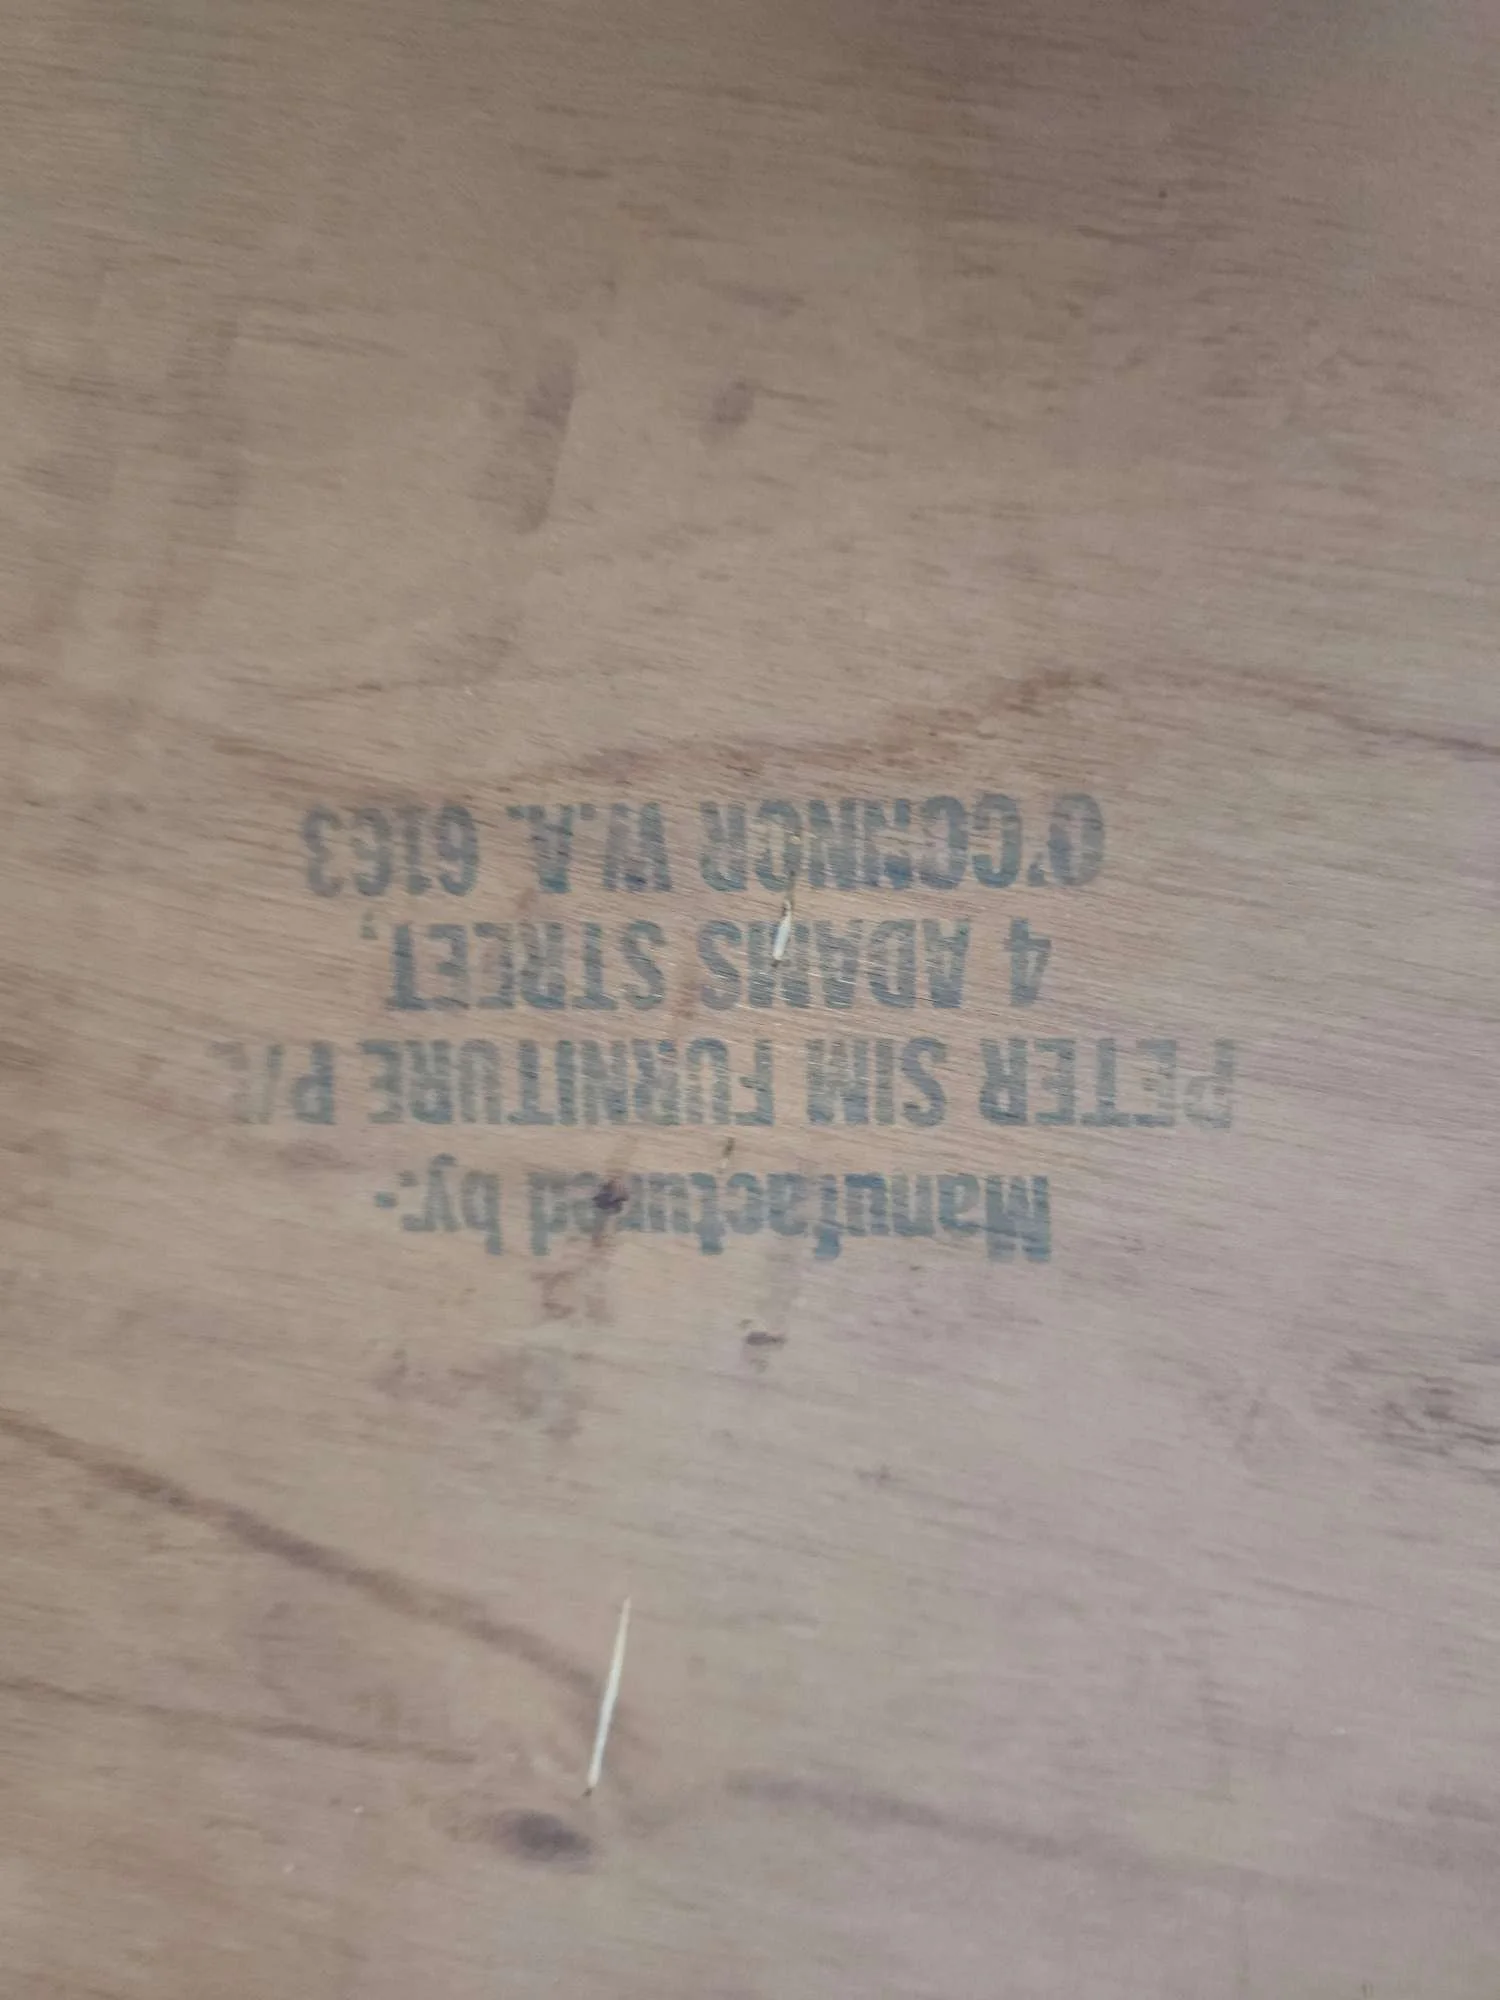 Manufactured by:-
PETER SIM FURNITURE P/L
4 ADAMS STREET,
O'CONNOR W.A. 6163